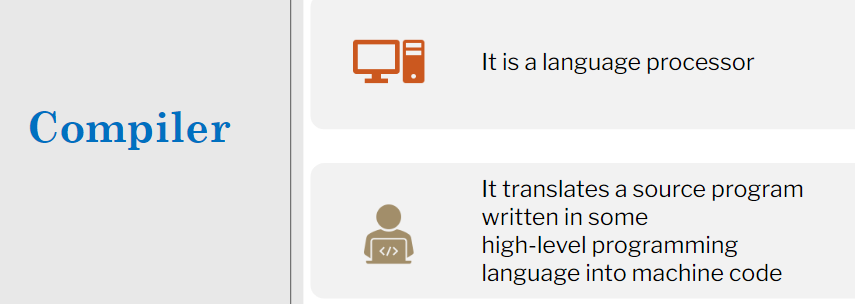 Compiler
It is a language processor
It translates a source program
written in some
high-level programming
language into machine code
</>